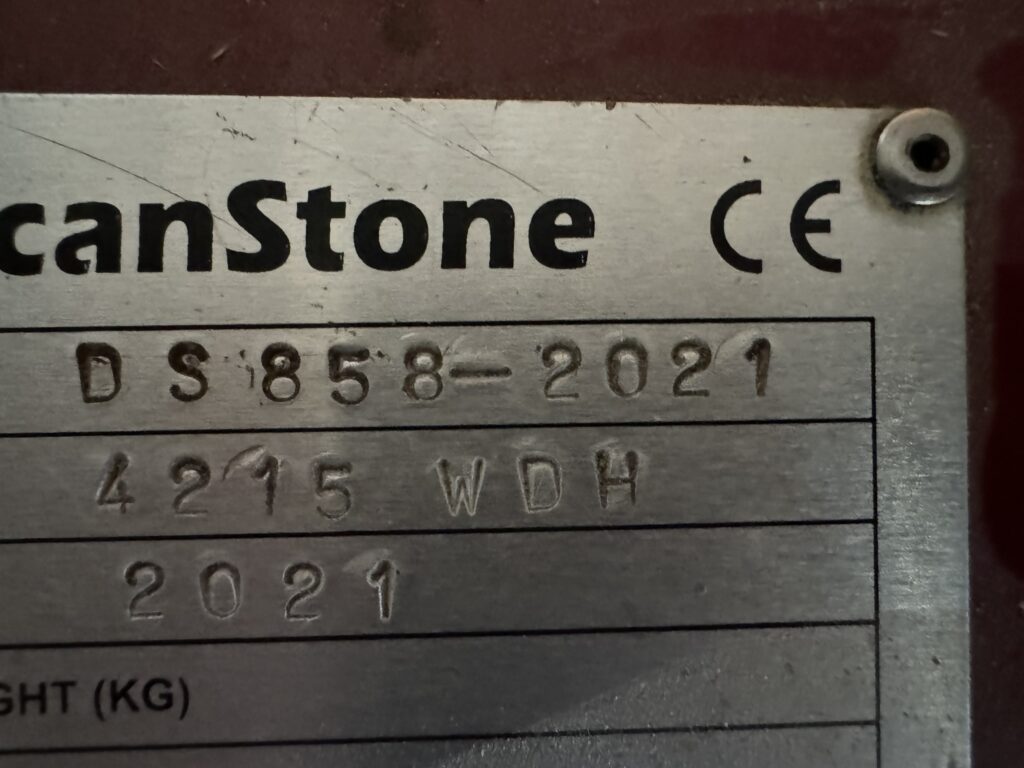 canStone CE
DS858-2021
4215 WDH
2021
GHT (KG)